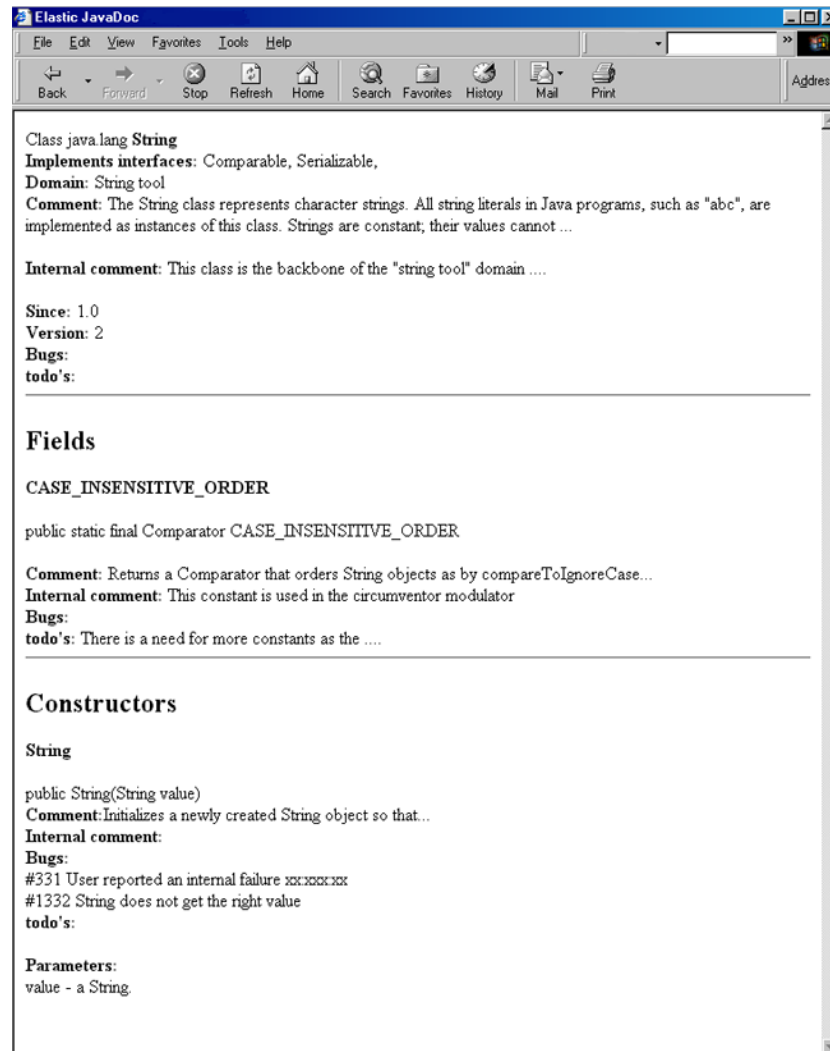 Elastic JavaDoc
File Edit View Favorites Tools Help »
Back Forward Stop Refresh Home Search Favorites History Mail Print
Class java.lang String
Implements interfaces: Comparable, Serializable,
Domain: String tool
Comment: The String class represents character strings. All string literals in Java programs, such as "abc", are
implemented as instances of this class. Strings are constant; their values cannot ...
Internal comment: This class is the backbone of the "string tool" domain ....
Since: 1.0
Version: 2
Bugs:
todo's:
Fields
CASE_INSENSITIVE_ORDER
public static final Comparator CASE_INSENSITIVE_ORDER
Comment: Returns a Comparator that orders String objects as by compareToIgnoreCase...
Internal comment: This constant is used in the circumventor modulator
Bugs:
todo's: There is a need for more constants as the ....
Constructors
String
public String(String value)
Comment:Initializes a newly created String object so that...
Internal comment:
Bugs:
#331 User reported an internal failure xx:xxx:xx
#1332 String does not get the right value
todo's:
Parameters:
value - a String.